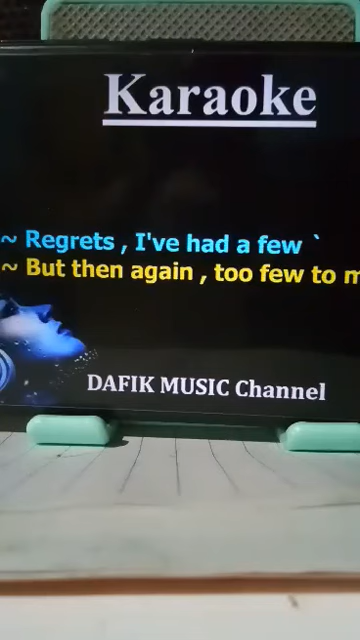 Karaoke
~ Regrets , I've had a few `
~ But then again , too few to m
DAFIK MUSIC Channel